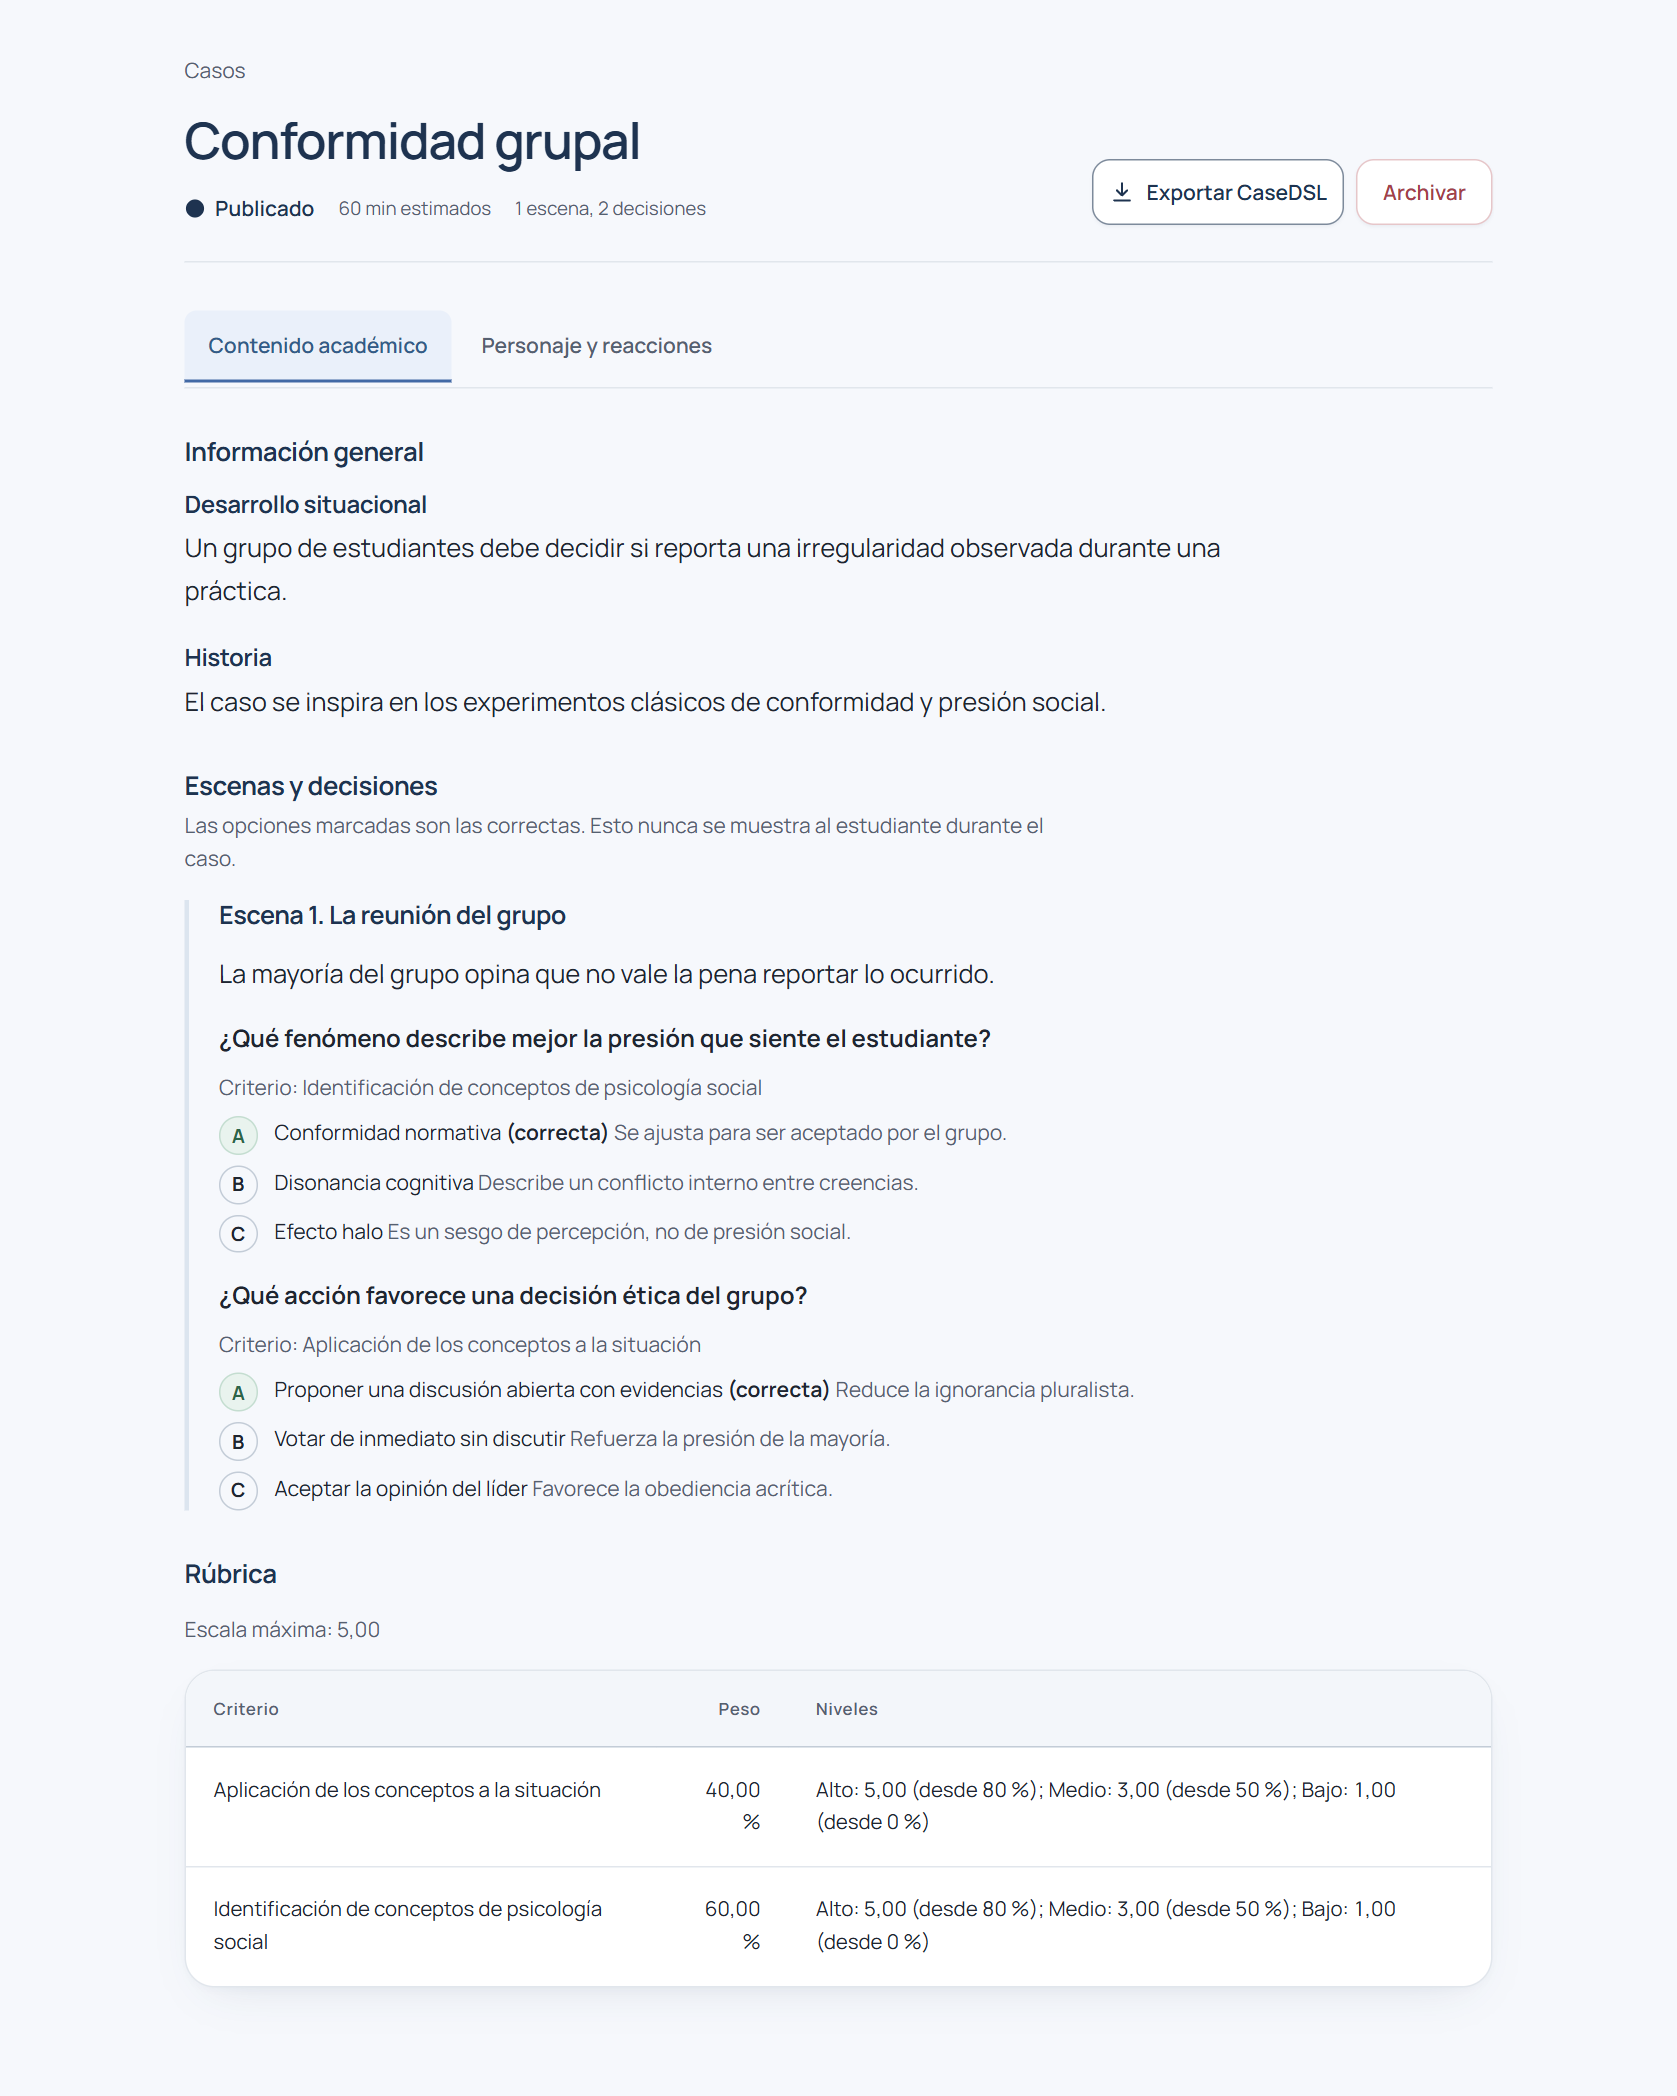 Casos
Conformidad grupal
Publicado 60 min estimados 1 escena, 2 decisiones
Exportar CaseDSL
Archivar
Contenido académico
Personaje y reacciones
Información general
Desarrollo situacional
Un grupo de estudiantes debe decidir si reporta una irregularidad observada durante una
práctica.
Historia
El caso se inspira en los experimentos clásicos de conformidad y presión social.
Escenas y decisiones
Las opciones marcadas son las correctas. Esto nunca se muestra al estudiante durante el
caso.
Escena 1. La reunión del grupo
La mayoría del grupo opina que no vale la pena reportar lo ocurrido.
¿Qué fenómeno describe mejor la presión que siente el estudiante?
Criterio: Identificación de conceptos de psicología social
A Conformidad normativa (correcta) Se ajusta para ser aceptado por el grupo.
B Disonancia cognitiva Describe un conflicto interno entre creencias.
C Efecto halo Es un sesgo de percepción, no de presión social.
¿Qué acción favorece una decisión ética del grupo?
Criterio: Aplicación de los conceptos a la situación
A Proponer una discusión abierta con evidencias (correcta) Reduce la ignorancia pluralista.
B Votar de inmediato sin discutir Refuerza la presión de la mayoría.
C Aceptar la opinión del líder Favorece la obediencia acrítica.
Rúbrica
Escala máxima: 5,00
Criterio Peso Niveles
Aplicación de los conceptos a la situación 40,00 Alto: 5,00 (desde 80 %); Medio: 3,00 (desde 50 %); Bajo: 1,00
% (desde 0 %)
Identificación de conceptos de psicología 60,00 Alto: 5,00 (desde 80 %); Medio: 3,00 (desde 50 %); Bajo: 1,00
social % (desde 0 %)